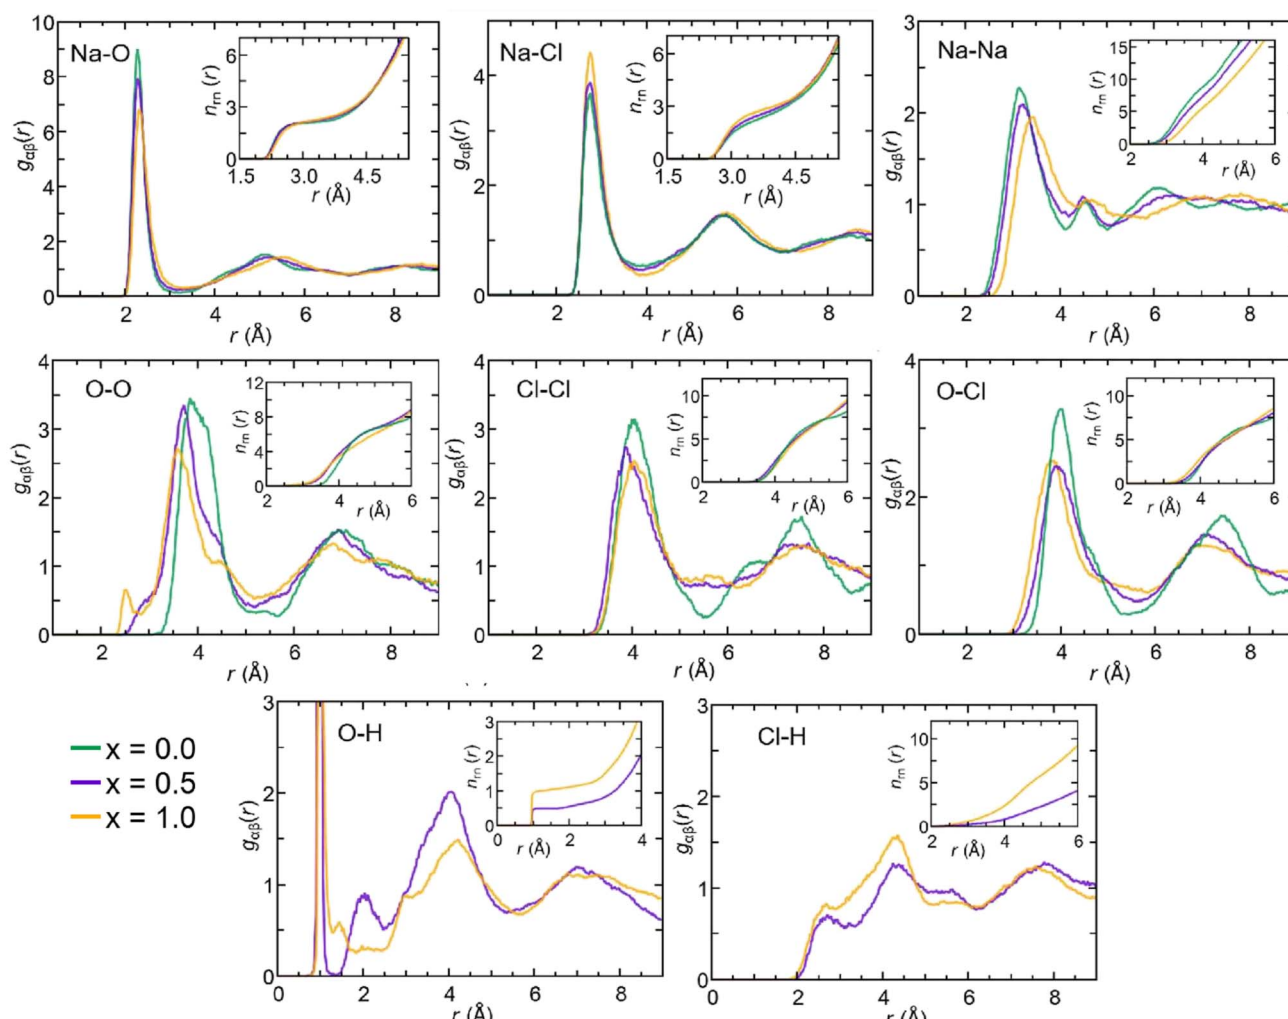 Na-O
g_αβ(r)
10
8
6
4
2
0
2 4 6 8
r (Å)
n_rn (r)
6
3
0
1.5 3.0 4.5
r (Å)
Na-Cl
4
2
0
2 4 6 8
r (Å)
n_rn (r)
6
3
0
1.5 3.0 4.5
r (Å)
Na-Na
g_αβ(r)
3
2
1
0
2 4 6 8
r (Å)
n_rn (r)
15
10
5
0
2 4 6
r (Å)
O-O
g_αβ(r)
4
3
2
1
0
2 4 6 8
r (Å)
n_rn (r)
12
8
4
0
2 4 6
r (Å)
Cl-Cl
g_αβ(r)
4
3
2
1
0
2 4 6 8
r (Å)
n_rn (r)
10
5
0
2 4 6
r (Å)
O-Cl
g_αβ(r)
4
2
0
2 4 6 8
r (Å)
n_rn (r)
10
5
0
2 4 6
r (Å)
x = 0.0
x = 0.5
x = 1.0
O-H
g_αβ(r)
3
2
1
0
0 2 4 6 8
r (Å)
n_rn (r)
3
2
1
0
0 2 4
r (Å)
Cl-H
g_αβ(r)
3
2
1
0
0 2 4 6 8
r (Å)
n_rn (r)
10
5
0
2 4 6
r (Å)